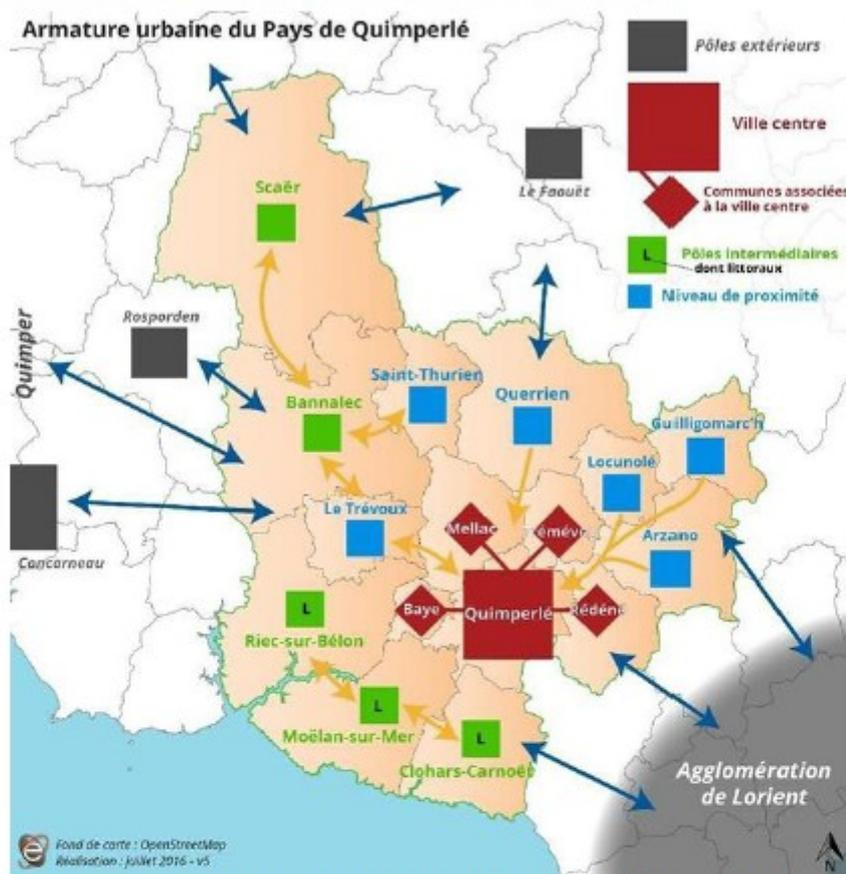 Armature urbaine du Pays de Quimperlé
Pôles extérieurs
Ville centre
Communes associées
à la ville centre
L
Pôles intermédiaires
dont littoraux
Niveau de proximité
Le Faouët
Scaër
Rosporden
Quimper
Bannalec
Saint-Thurien
Querrien
Guilligomarc'h
Locunolé
Le Trévoux
Mellac
Arzano
Concarneau
Baye
Quimperlé
Rédéné
L
Riec-sur-Bélon
L
Moëlan-sur-Mer
L
Clohars-Carnoët
Agglomération
de Lorient
Fond de carte : OpenStreetMap
Réalisation : juillet 2016 - v5
N